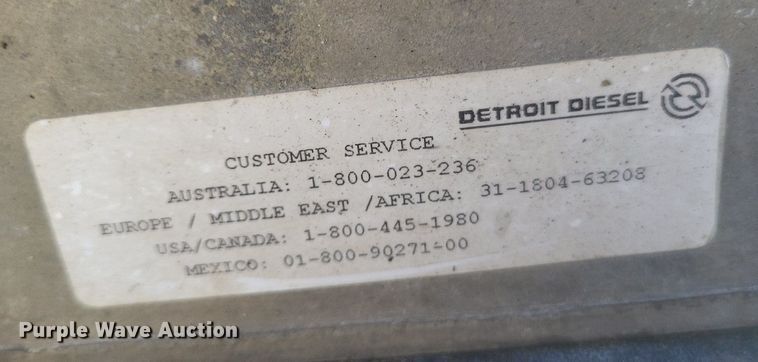 DETROIT DIESEL
CUSTOMER SERVICE
AUSTRALIA: 1-800-023-236
EUROPE / MIDDLE EAST /AFRICA: 31-1804-63208
USA/CANADA: 1-800-445-1980
MEXICO: 01-800-90271-00
Purple Wave Auction